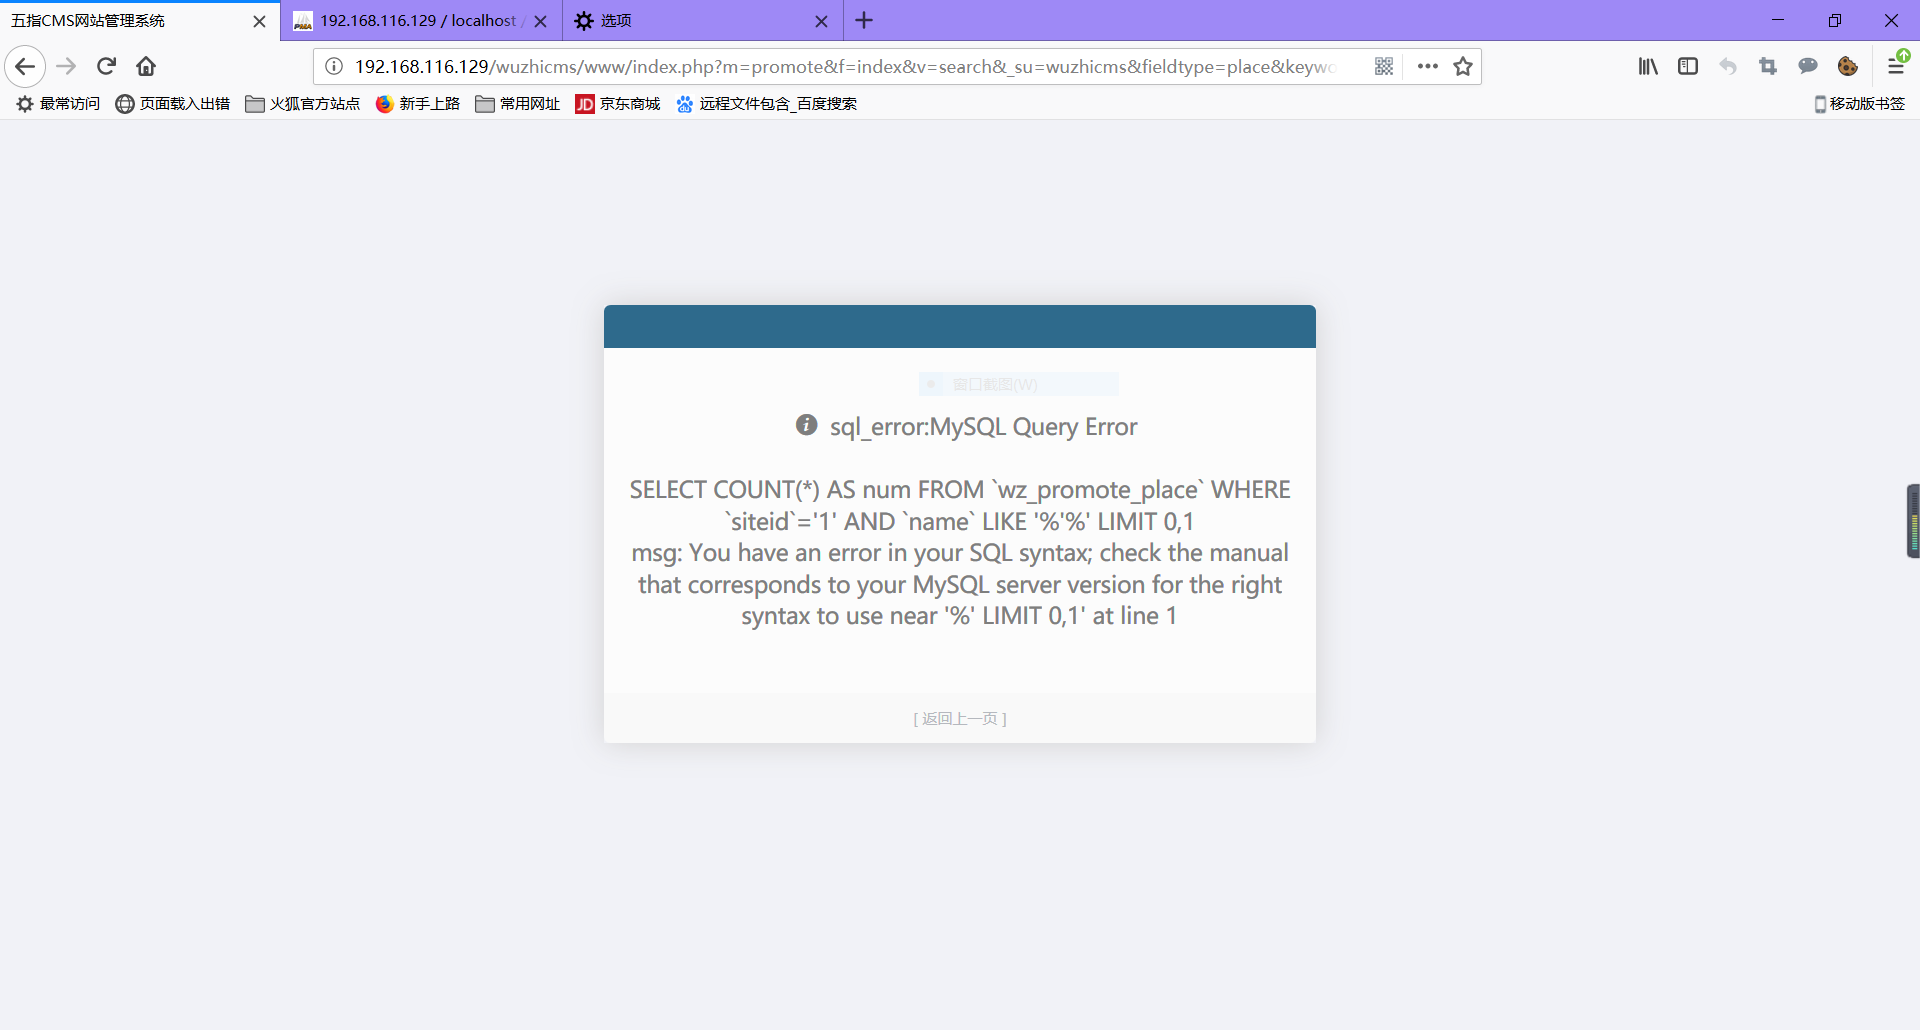 五指CMS网站管理系统
192.168.116.129 / localhost /
选项
192.168.116.129/wuzhicms/www/index.php?m=promote&f=index&v=search&_su=wuzhicms&fieldtype=place&keywo
最常访问
页面载入出错
火狐官方站点
新手上路
常用网址
JD 京东商城
远程文件包含_百度搜索
移动版书签
窗口截图(W)
sql_error:MySQL Query Error
SELECT COUNT(*) AS num FROM `wz_promote_place` WHERE
`siteid`='1' AND `name` LIKE '%'%' LIMIT 0,1
msg: You have an error in your SQL syntax; check the manual
that corresponds to your MySQL server version for the right
syntax to use near '%' LIMIT 0,1' at line 1
[ 返回上一页 ]